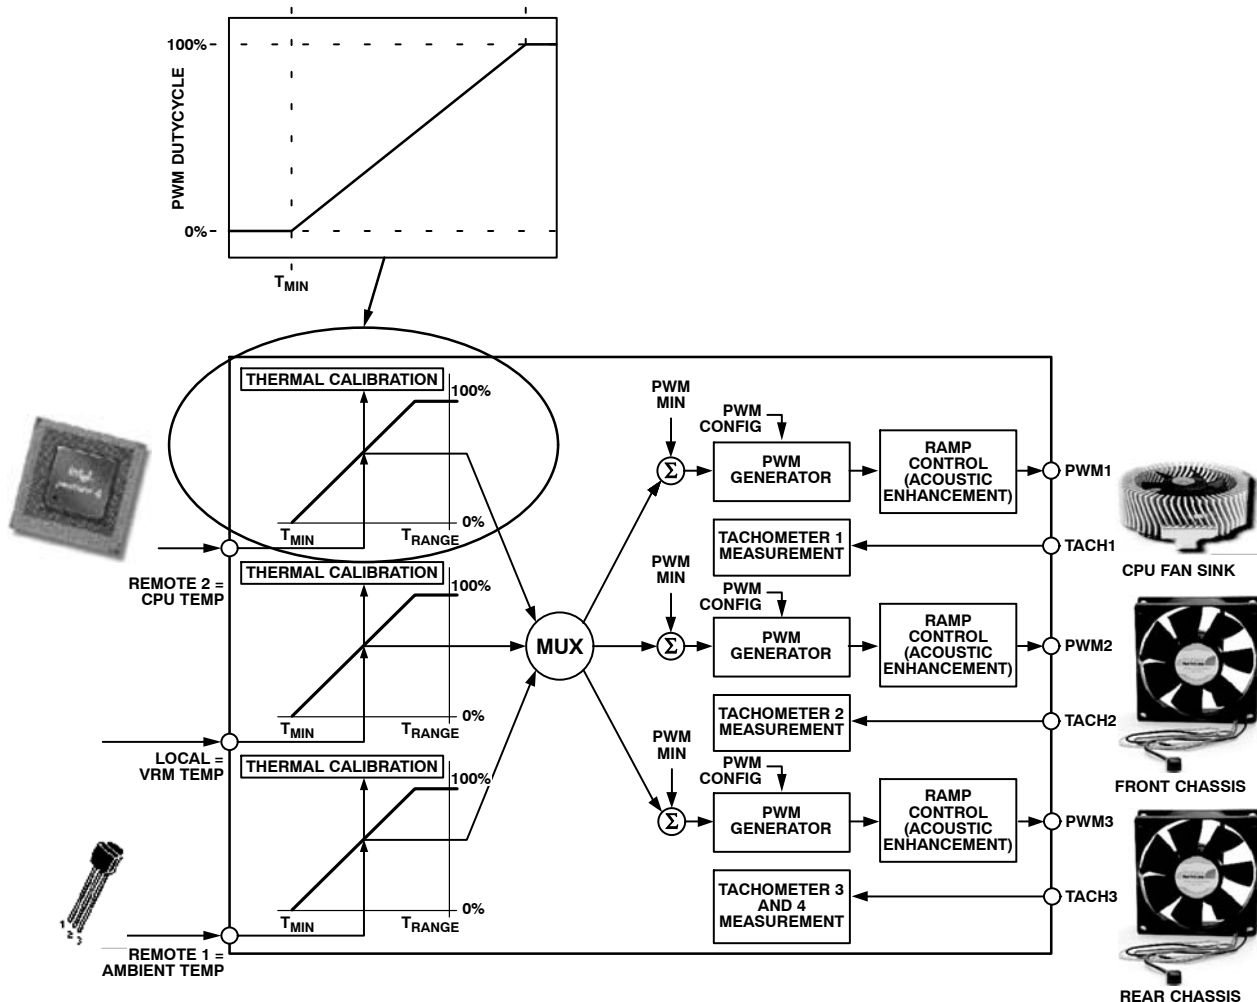 100%
PWM DUTYCYCLE
0%
TMIN
THERMAL CALIBRATION
100%
0%
TMIN
TRANGE
REMOTE 2 =
CPU TEMP
THERMAL CALIBRATION
100%
0%
TMIN
TRANGE
LOCAL =
VRM TEMP
THERMAL CALIBRATION
100%
0%
TMIN
TRANGE
1
2
3
REMOTE 1 =
AMBIENT TEMP
MUX
PWM
MIN
PWM
CONFIG
Σ
PWM
GENERATOR
RAMP
CONTROL
(ACOUSTIC
ENHANCEMENT)
PWM1
TACHOMETER 1
MEASUREMENT
TACH1
CPU FAN SINK
PWM
MIN
PWM
CONFIG
Σ
PWM
GENERATOR
RAMP
CONTROL
(ACOUSTIC
ENHANCEMENT)
PWM2
TACHOMETER 2
MEASUREMENT
TACH2
FRONT CHASSIS
PWM
MIN
PWM
CONFIG
Σ
PWM
GENERATOR
RAMP
CONTROL
(ACOUSTIC
ENHANCEMENT)
PWM3
TACHOMETER 3
AND 4
MEASUREMENT
TACH3
REAR CHASSIS
intel